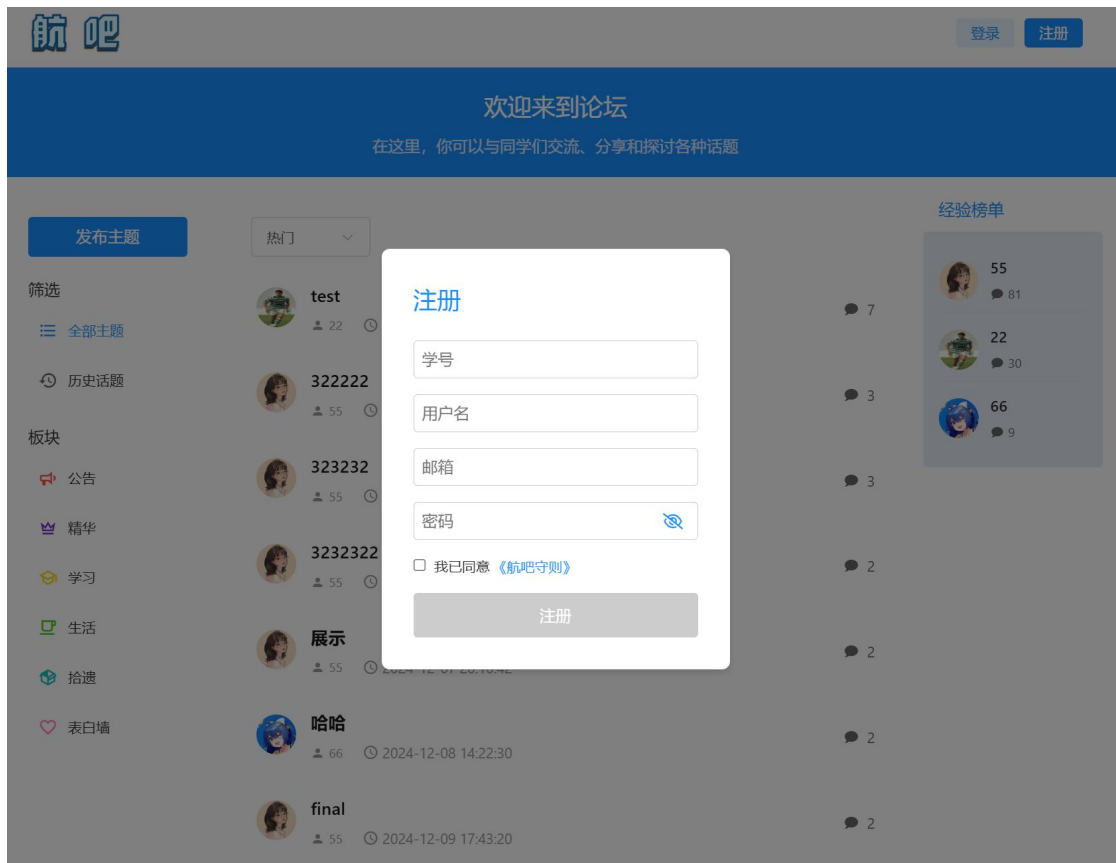 航 吧
登录
注册
欢迎来到论坛
在这里，你可以与同学们交流、分享和探讨各种话题
发布主题
筛选
全部主题
历史话题
板块
公告
精华
学习
生活
拾遗
表白墙
热门
test
22
7
322222
55
3
323232
55
3
3232322
55
2
展示
55
2
哈哈
66
2024-12-08 14:22:30
2
final
55
2024-12-09 17:43:20
2
注册
学号
用户名
邮箱
密码
我已同意《航吧守则》
注册
经验榜单
55
81
22
30
66
9